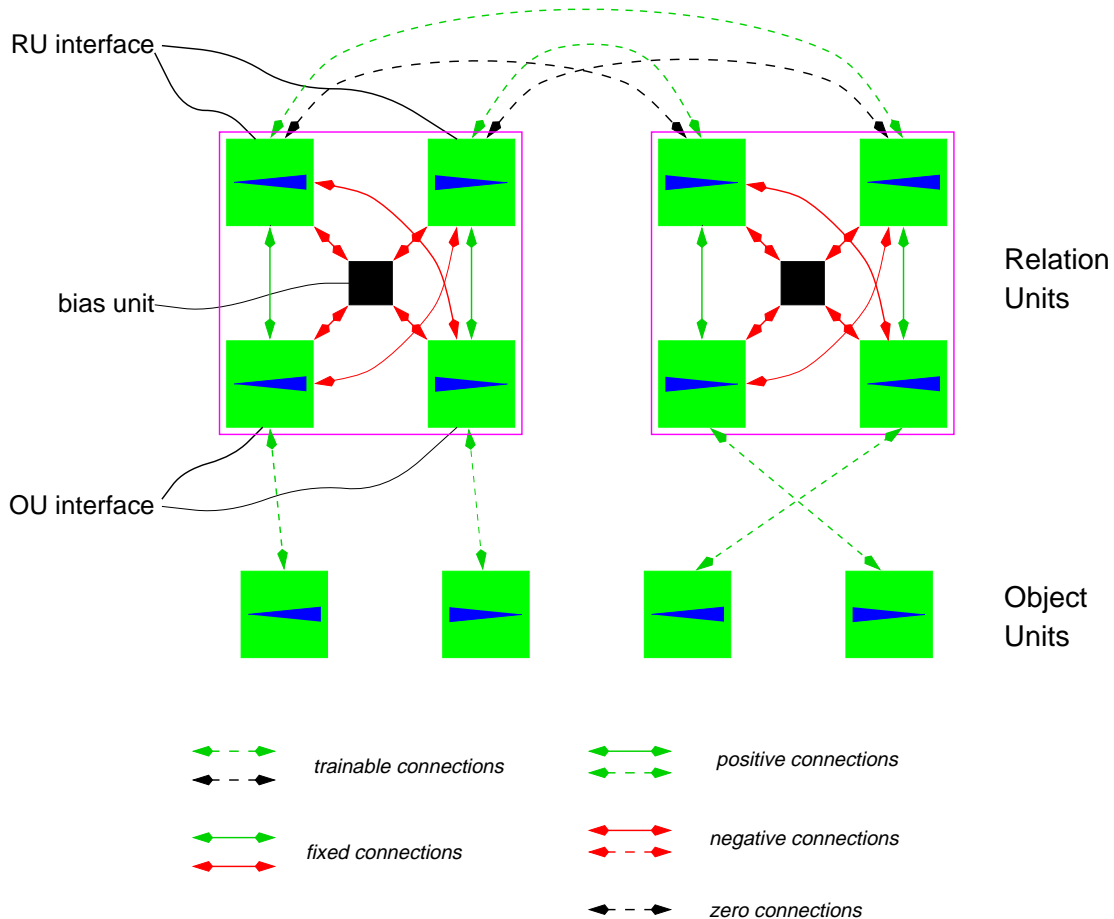 RU interface
Relation
Units
bias unit
OU interface
Object
Units
trainable connections
positive connections
fixed connections
negative connections
zero connections